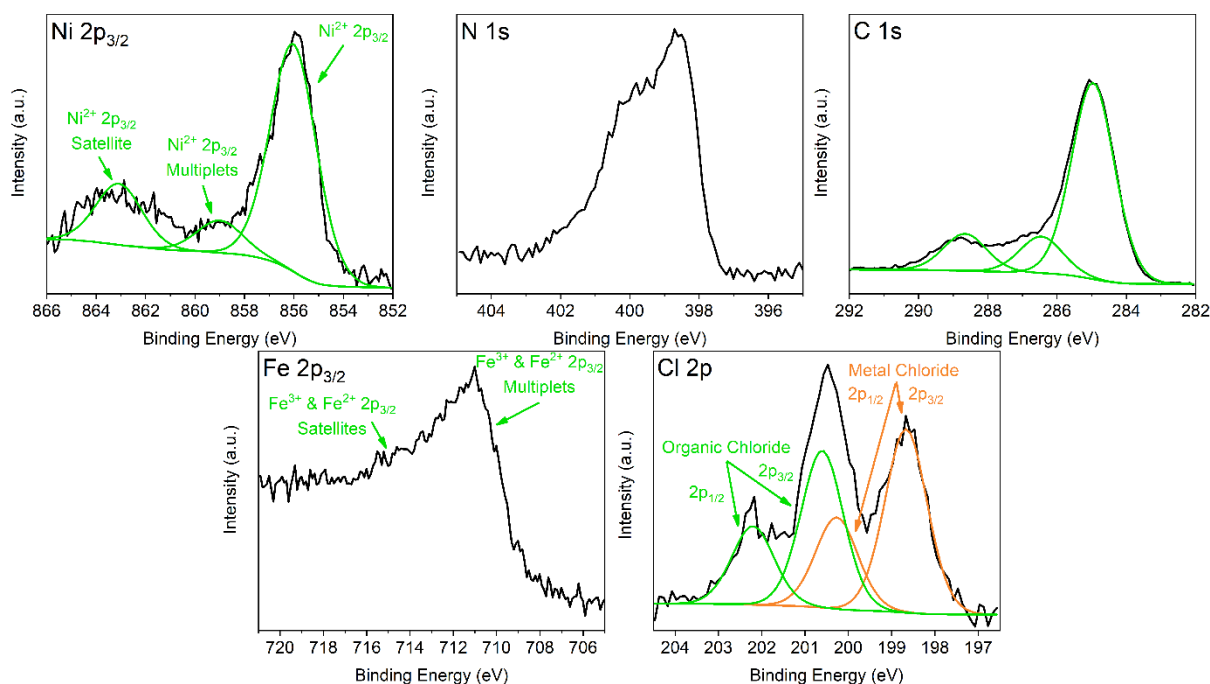 Ni 2p3/2
Ni2+ 2p3/2
Ni2+ 2p3/2
Satellite
Ni2+ 2p3/2
Multiplets
Intensity (a.u.)
866 864 862 860 858 856 854 852
Binding Energy (eV)
N 1s
Intensity (a.u.)
404 402 400 398 396
Binding Energy (eV)
C 1s
Intensity (a.u.)
292 290 288 286 284 282
Binding Energy (eV)
Fe 2p3/2
Fe3+ & Fe2+ 2p3/2
Multiplets
Fe3+ & Fe2+ 2p3/2
Satellites
Intensity (a.u.)
720 718 716 714 712 710 708 706
Binding Energy (eV)
Cl 2p
Metal Chloride
2p1/2 2p3/2
Organic Chloride
2p3/2
2p1/2
Intensity (a.u.)
204 203 202 201 200 199 198 197
Binding Energy (eV)